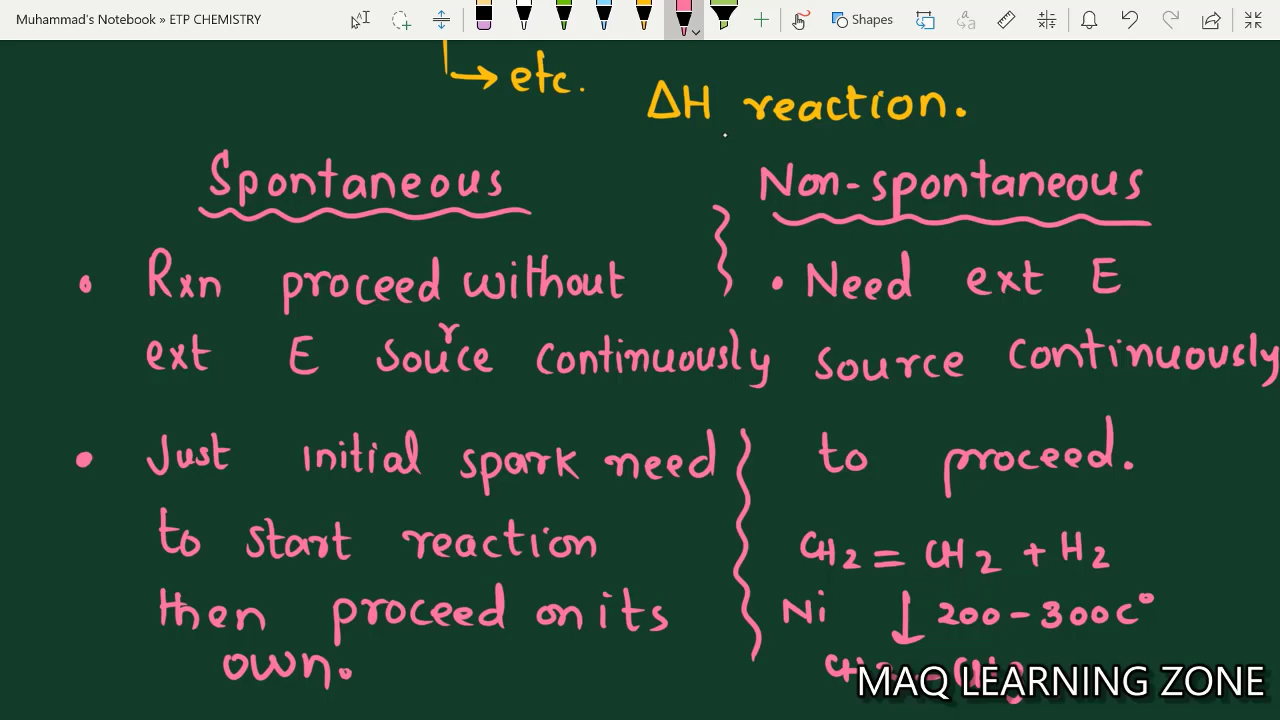 Muhammad's Notebook » ETP CHEMISTRY
Shapes
→ etc.
ΔH reaction.
Spontaneous
Non-spontaneous
• Rxn proceed without
ext E source continuously
• Just initial spark need
to start reaction
then proceed on its
own.
• Need ext E
source continuously
to proceed.
CH2 = CH2 + H2
Ni ↓ 200-300C°
MAQ LEARNING ZONE